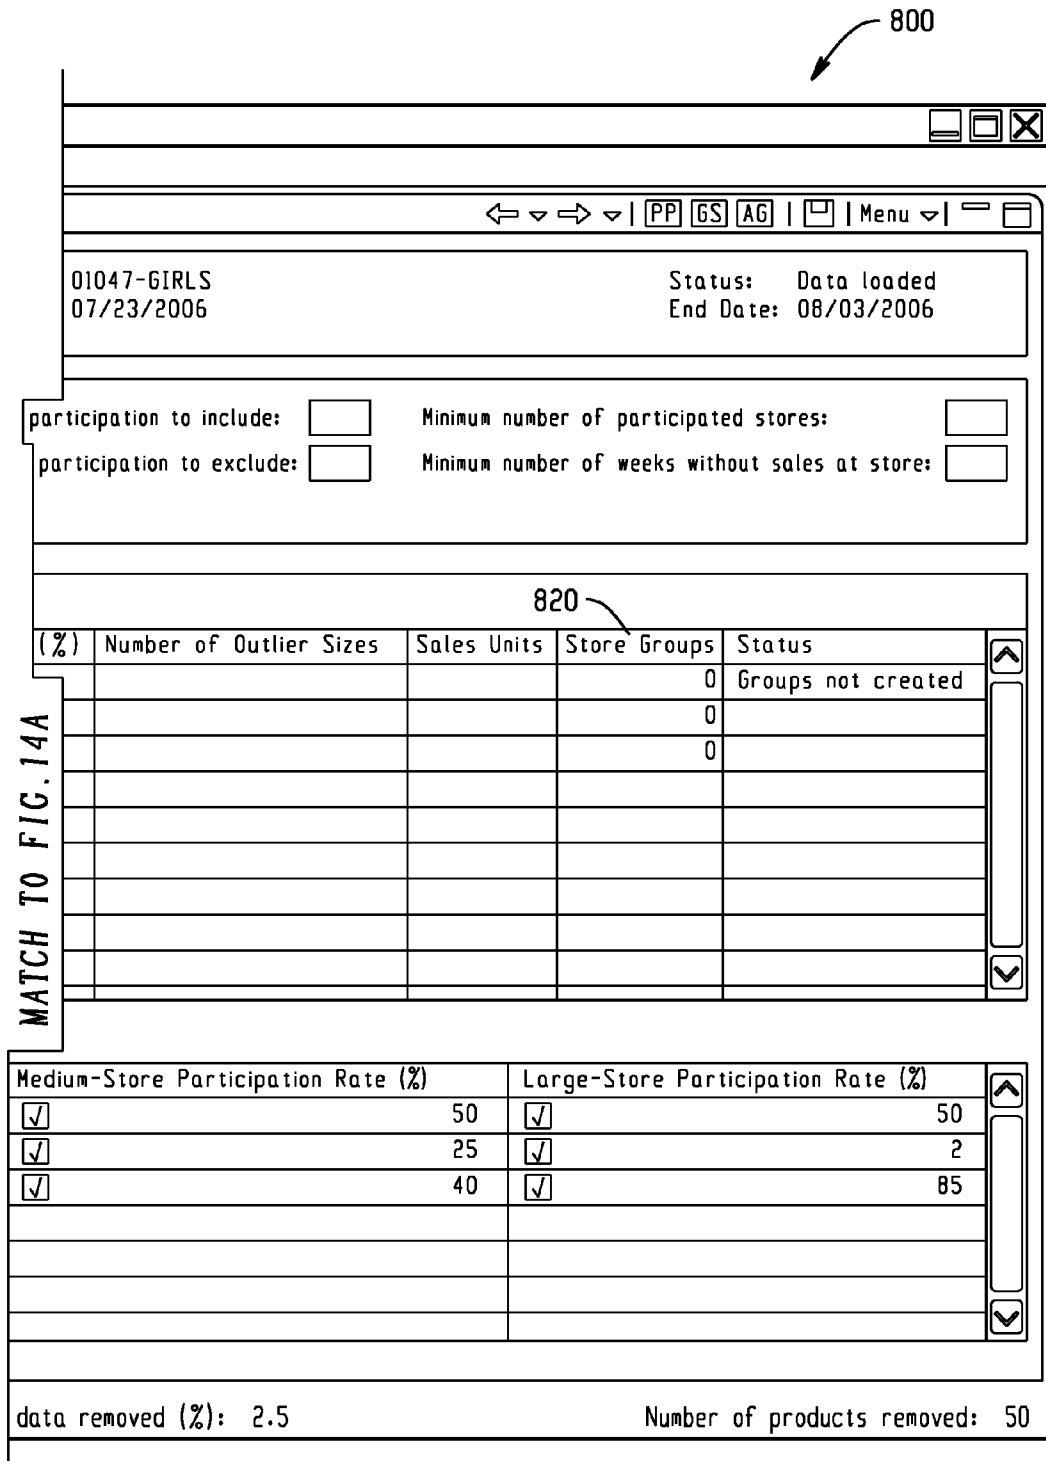 800
PP GS AG Menu
01047-GIRLS Status: Data loaded
07/23/2006 End Date: 08/03/2006
participation to include: Minimum number of participated stores:
participation to exclude: Minimum number of weeks without sales at store:
820
(%) Number of Outlier Sizes Sales Units Store Groups Status
0 Groups not created
0
0
MATCH TO FIG.14A
Medium-Store Participation Rate (%) Large-Store Participation Rate (%)
50 50
25 2
40 85
data removed (%): 2.5 Number of products removed: 50